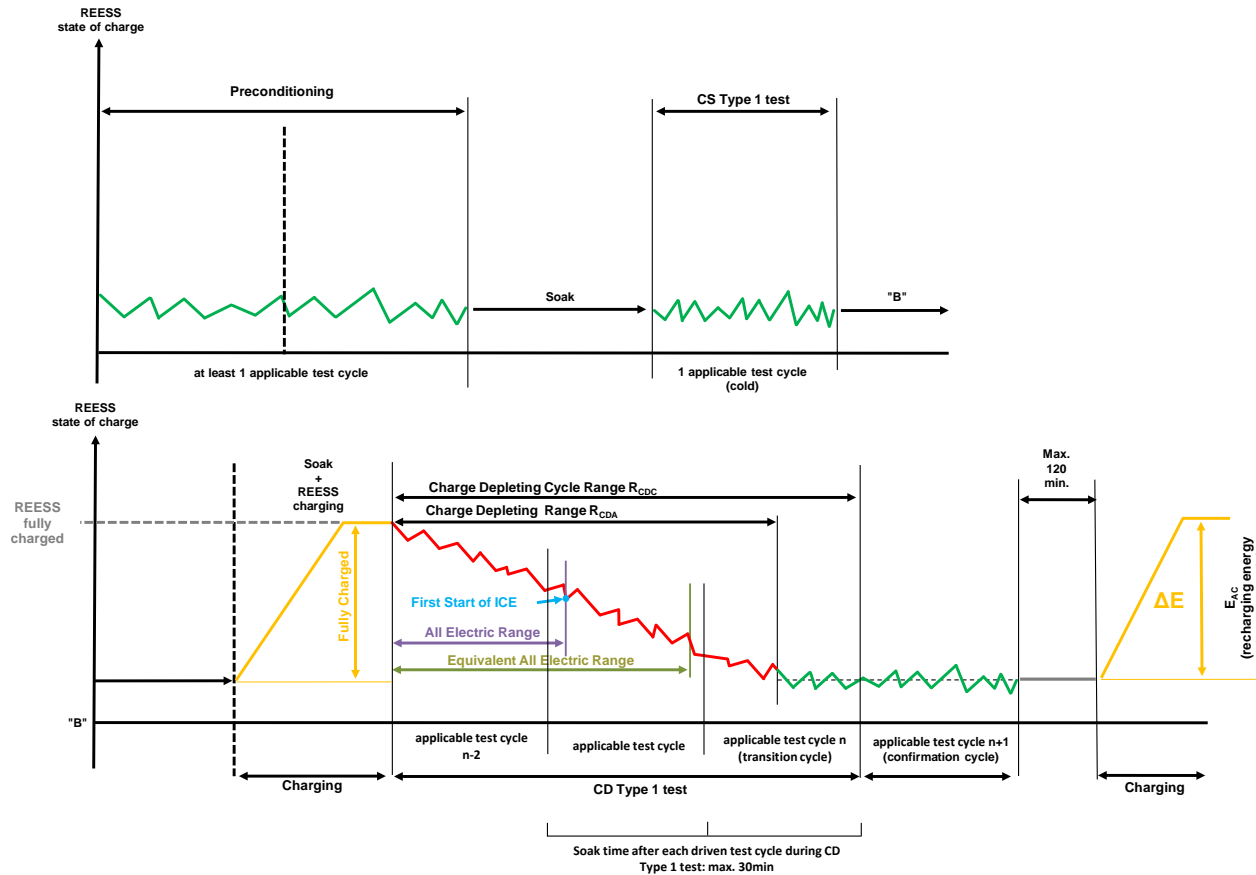 REESS
state of charge
Preconditioning
CS Type 1 test
Soak
"B"
at least 1 applicable test cycle
1 applicable test cycle
(cold)
REESS
state of charge
Soak
+
REESS
charging
Max.
120
min.
Charge Depleting Cycle Range RCDC
Charge Depleting Range RCDA
REESS
fully
charged
Fully Charged
First Start of ICE
All Electric Range
Equivalent All Electric Range
ΔE
EAC
(recharging energy
"B"
applicable test cycle
n-2
applicable test cycle
applicable test cycle n
(transition cycle)
applicable test cycle n+1
(confirmation cycle)
Charging
CD Type 1 test
Charging
Soak time after each driven test cycle during CD
Type 1 test: max. 30min